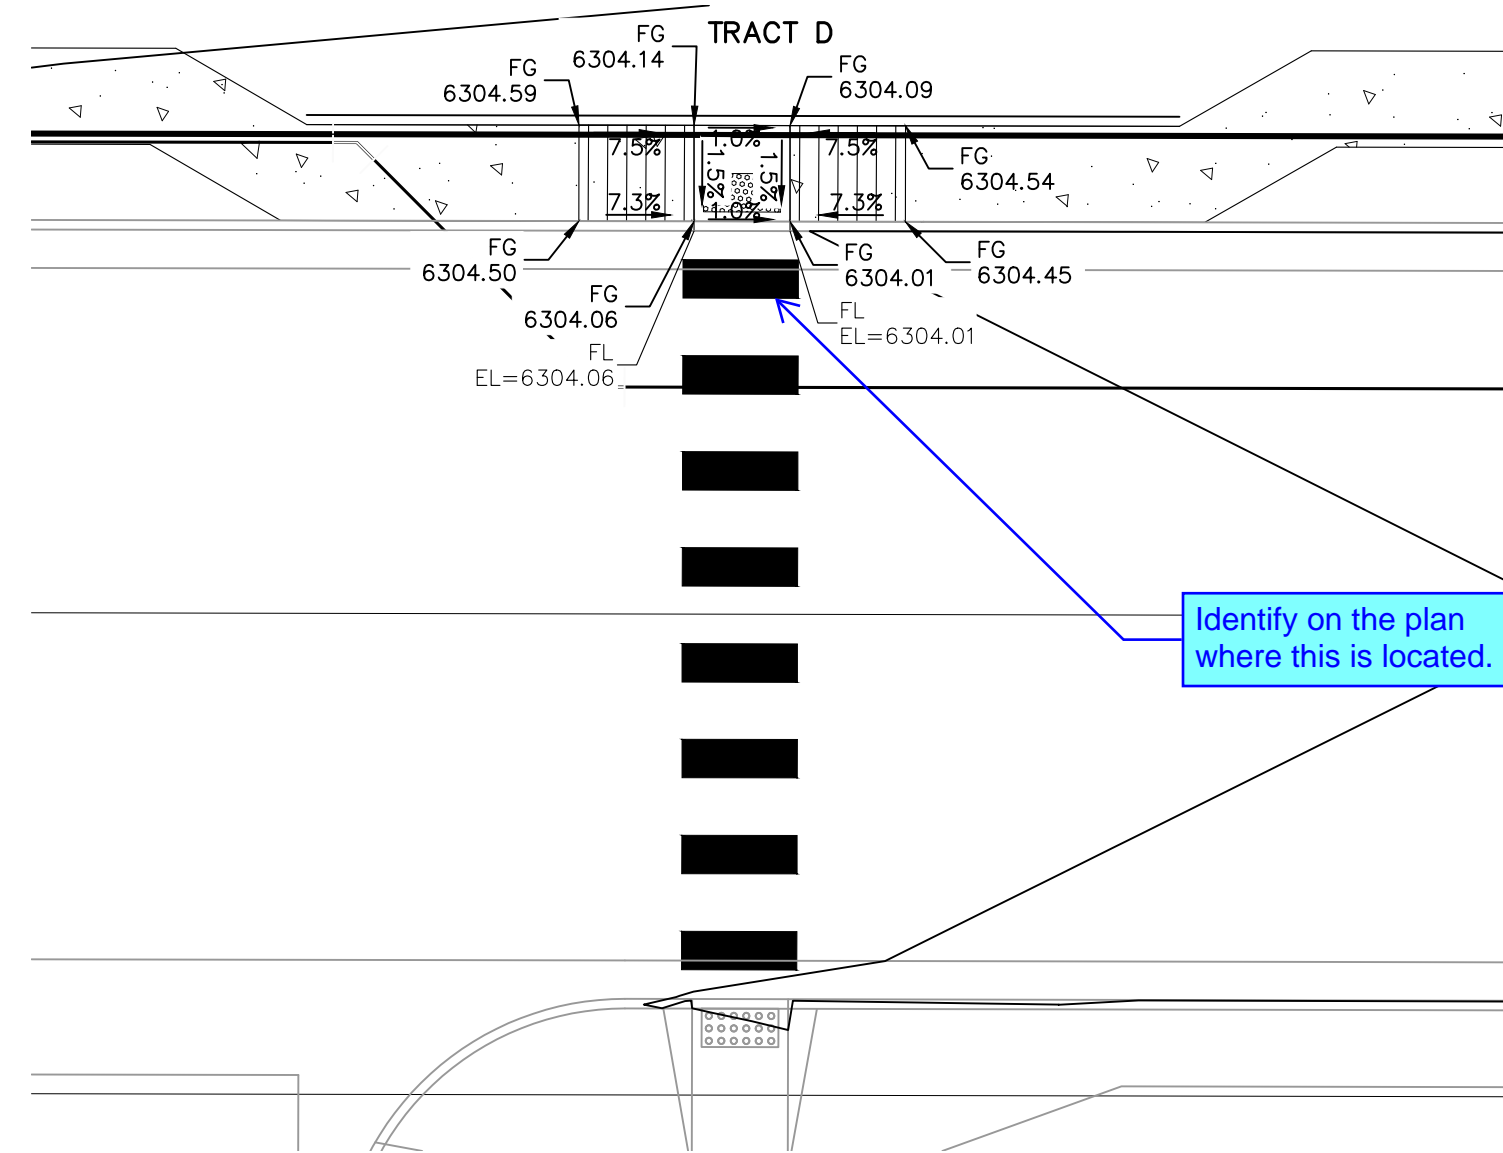 TRACT D
FG
6304.14
FG
6304.59
FG
6304.09
FG
6304.54
7.5%
1.0%
7.5%
1.5%
1.5%
7.3%
1.0%
7.3%
FG
6304.50
FG
6304.06
FG
6304.01
FG
6304.45
FL
EL=6304.01
FL
EL=6304.06
Identify on the plan
where this is located.